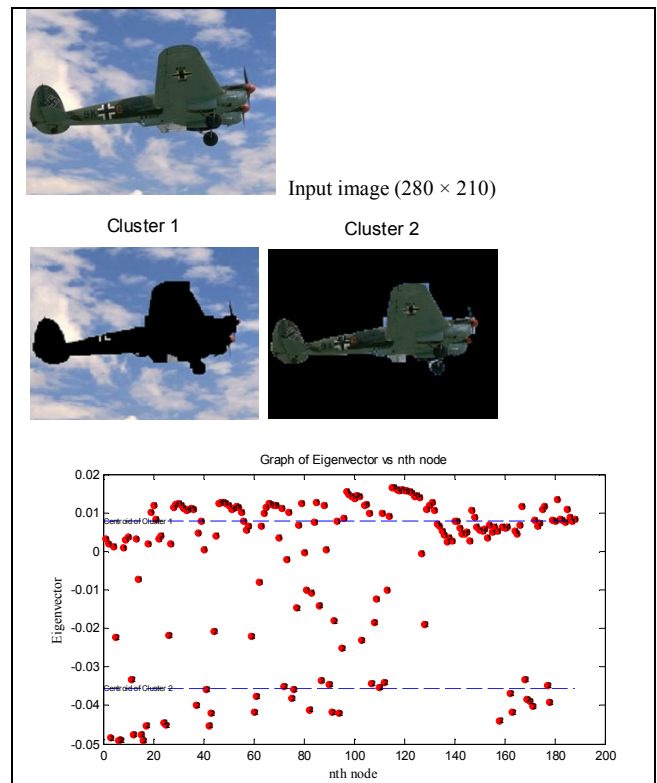 Input image (280 × 210)
Cluster 1
Cluster 2
Graph of Eigenvector vs nth node
0.02
0.01
0
-0.01
-0.02
-0.03
-0.04
-0.05
Eigenvector
Centroid of Cluster 1
Centroid of Cluster 2
0 20 40 60 80 100 120 140 160 180 200
nth node